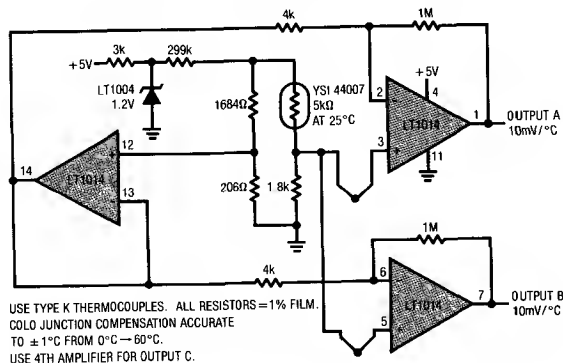 4k
1M
3k
299k
+5V
LT1004
1.2V
1684Ω
YSI 44007
5kΩ
AT 25°C
+5V
2
4
1
3
11
LT1014
OUTPUT A
10mV/°C
14
12
13
LT1014
206Ω
1.8k
1M
4k
6
7
5
LT1014
OUTPUT B
10mV/°C
USE TYPE K THERMOCOUPLES. ALL RESISTORS=1% FILM.
COLO JUNCTION COMPENSATION ACCURATE
TO ±1°C FROM 0°C→60°C.
USE 4TH AMPLIFIER FOR OUTPUT C.